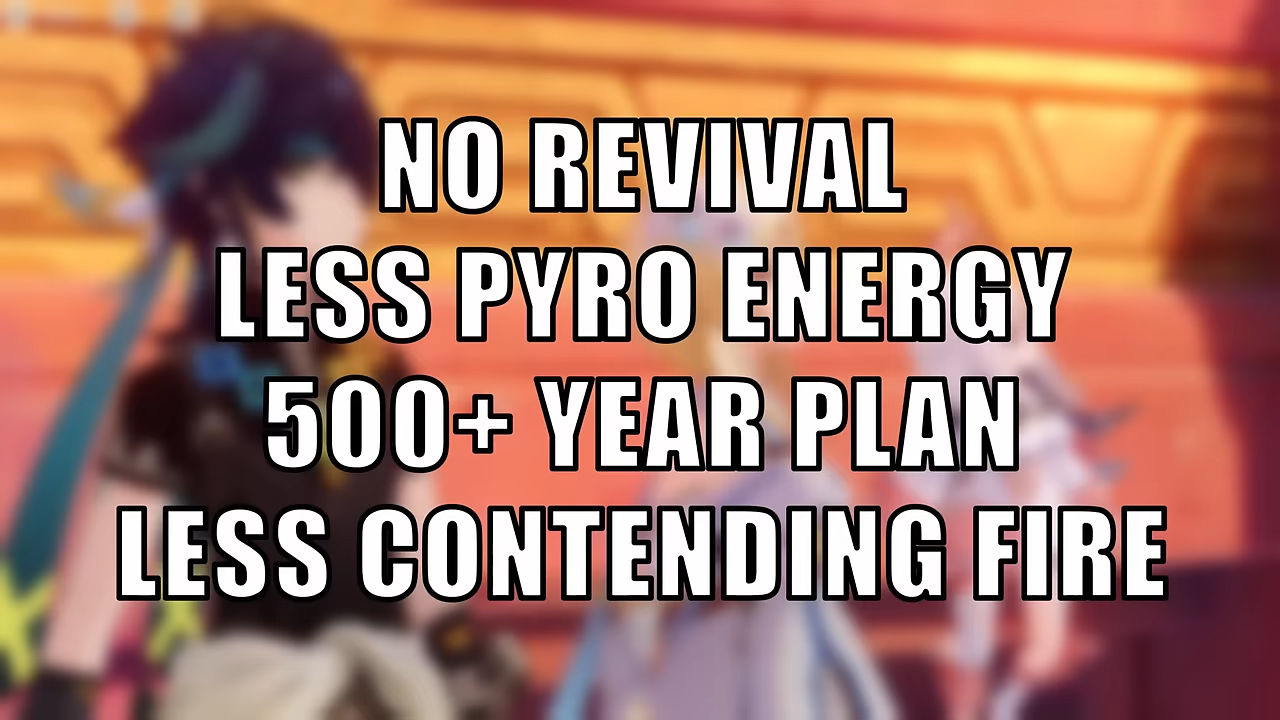 NO REVIVAL
LESS PYRO ENERGY
500+ YEAR PLAN
LESS CONTENDING FIRE